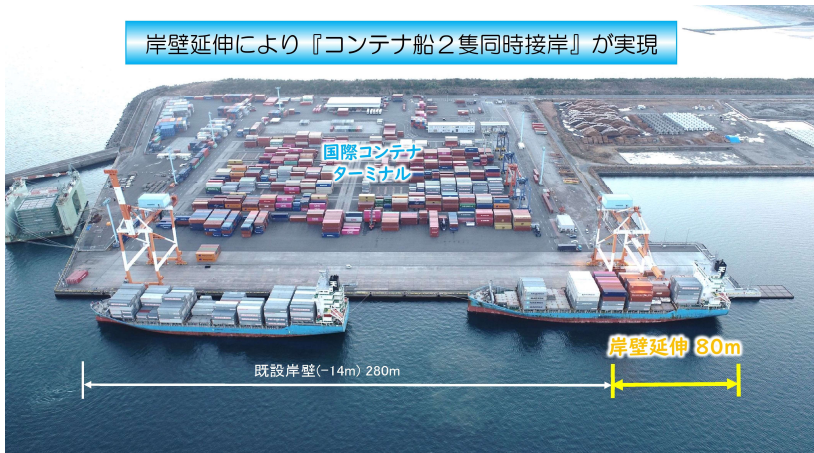 岸壁延伸により『コンテナ船２隻同時接岸』が実現
国際コンテナ
ターミナル
岸壁延伸 80m
既設岸壁(-14m) 280m